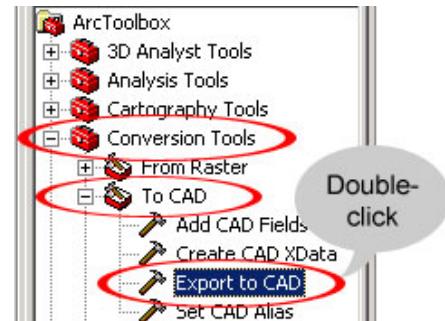 ArcToolbox
3D Analyst Tools
Analysis Tools
Cartography Tools
Conversion Tools
From Raster
To CAD
Add CAD Fields
Create CAD XData
Export to CAD
Set CAD Alias
Double-
click